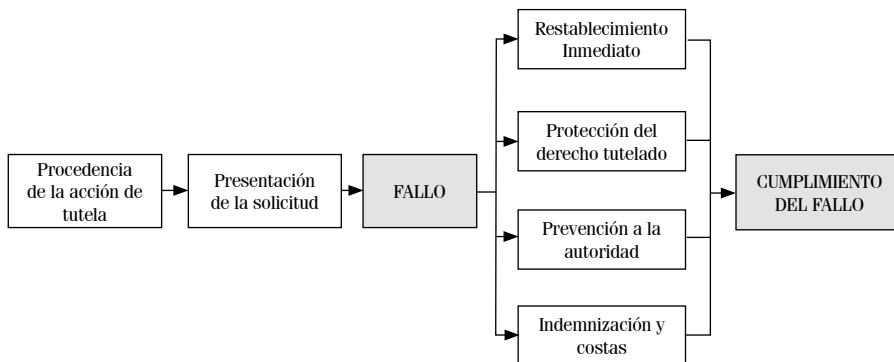 Procedencia
de la acción de
tutela
Presentación
de la solicitud
FALLO
Restablecimiento
Inmediato
Protección del
derecho tutelado
Prevención a la
autoridad
Indemnización y
costas
CUMPLIMIENTO
DEL FALLO